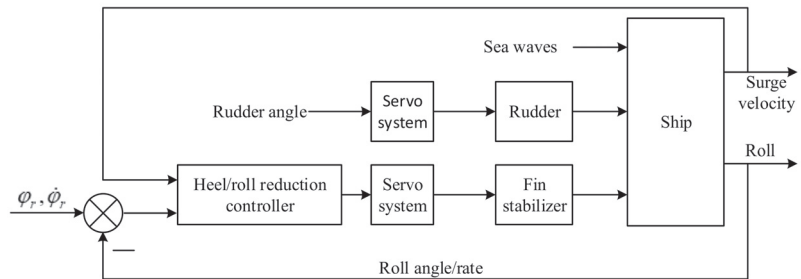 Sea waves
Surge
velocity
Rudder angle
Servo
system
Rudder
Ship
Roll
φr, φ̇r
Heel/roll reduction
controller
Servo
system
Fin
stabilizer
—
Roll angle/rate